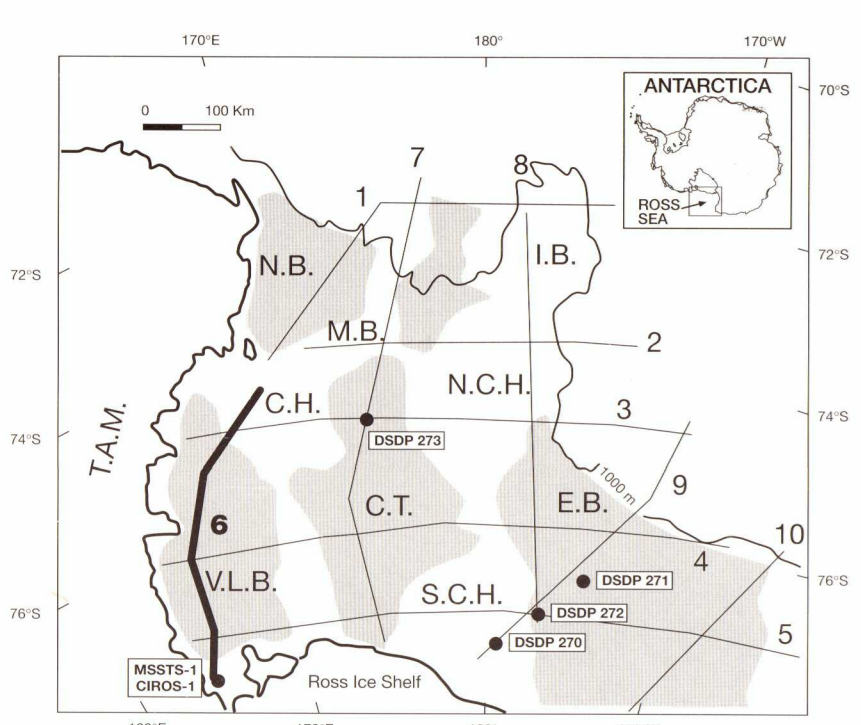 170°E 180° 170°W
ANTARCTICA
70°S
0 100 Km
7
8
1
ROSS
SEA
I.B.
72°S
N.B.
72°S
M.B.
2
N.C.H.
C.H.
3
74°S
DSDP 273
74°S
T.A.M.
1000 m
9
C.T.
E.B.
6
10
4
DSDP 271
76°S
V.L.B.
S.C.H.
DSDP 272
76°S
DSDP 270
5
MSSTS-1
CIROS-1
Ross Ice Shelf